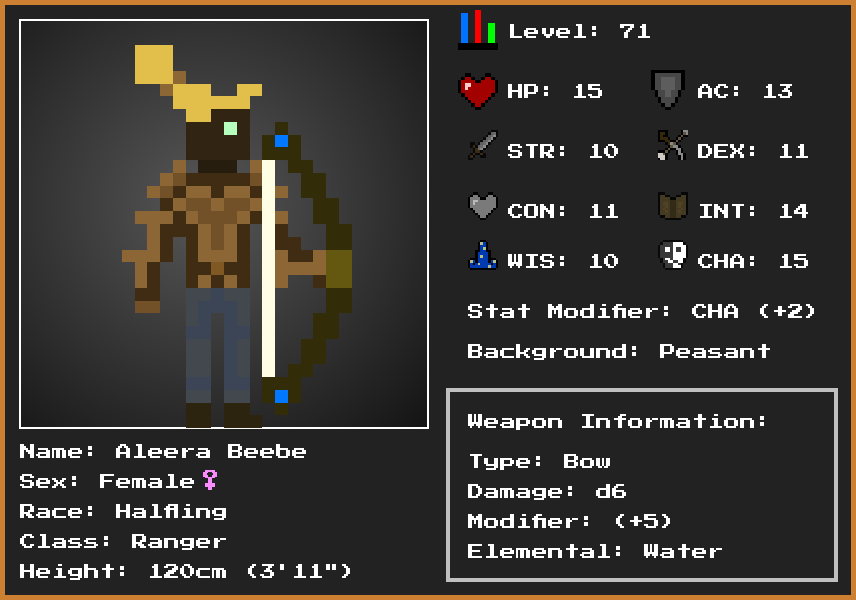 Level: 71
HP: 15
AC: 13
STR: 10
DEX: 11
CON: 11
INT: 14
WIS: 10
CHA: 15
Stat Modifier: CHA (+2)
Background: Peasant
Weapon Information:
Type: Bow
Damage: d6
Modifier: (+5)
Elemental: Water
Name: Aleera Beebe
Sex: Female ♀
Race: Halfling
Class: Ranger
Height: 120cm (3'11")